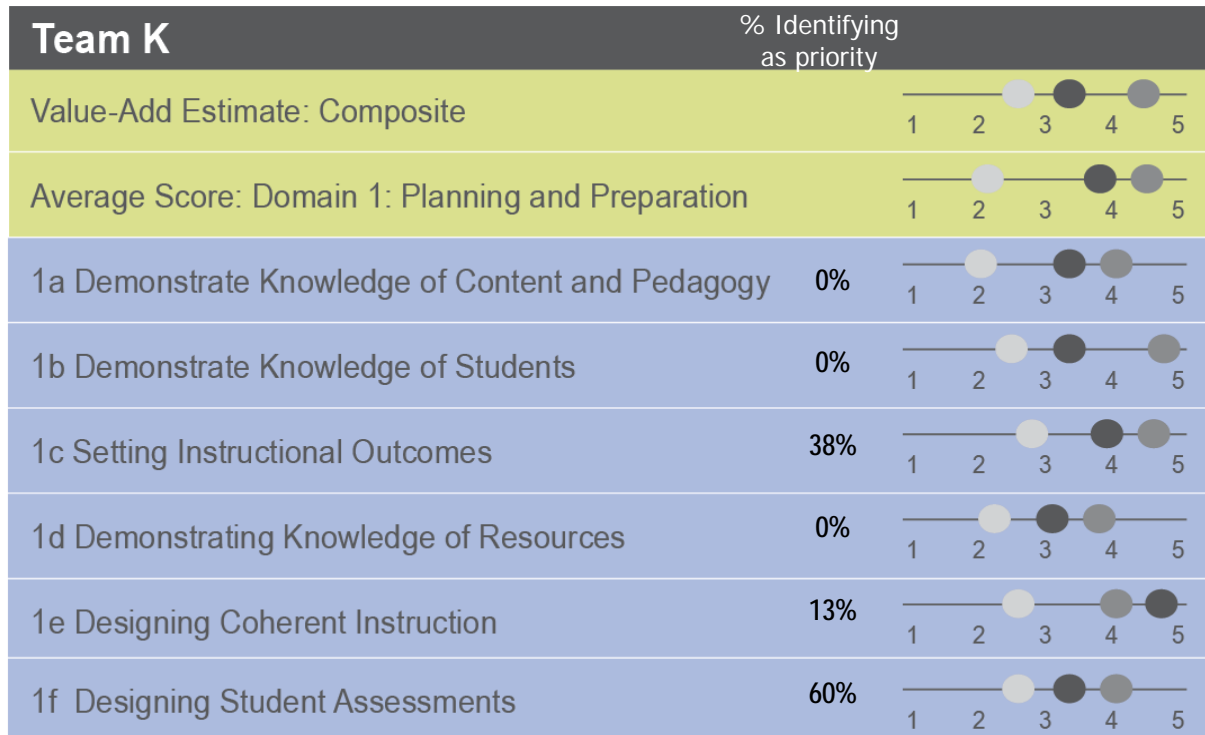 Team K
% Identifying
as priority
Value-Add Estimate: Composite
1 2 3 4 5
Average Score: Domain 1: Planning and Preparation
1 2 3 4 5
1a Demonstrate Knowledge of Content and Pedagogy 0%
1 2 3 4 5
1b Demonstrate Knowledge of Students 0%
1 2 3 4 5
1c Setting Instructional Outcomes 38%
1 2 3 4 5
1d Demonstrating Knowledge of Resources 0%
1 2 3 4 5
1e Designing Coherent Instruction 13%
1 2 3 4 5
1f Designing Student Assessments 60%
1 2 3 4 5